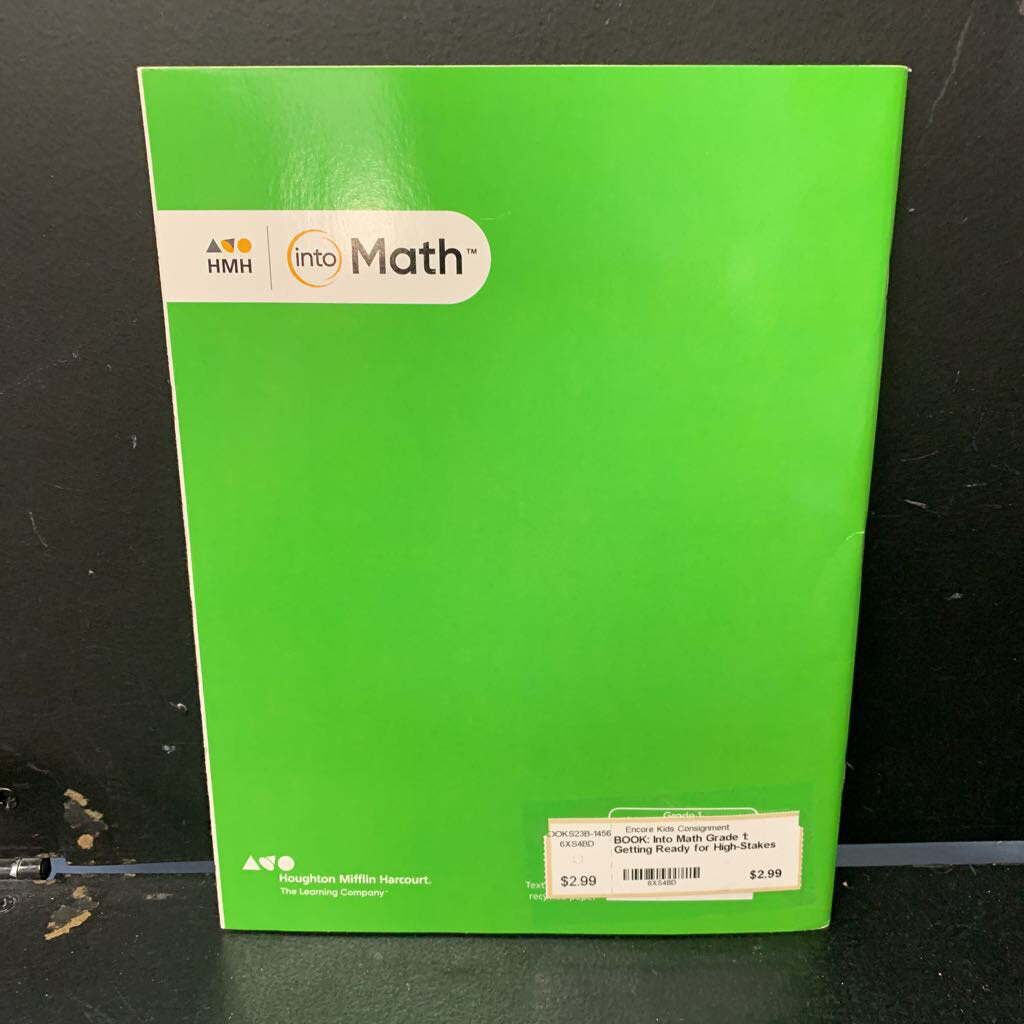 HMH
into Math™
Grade 1
OOKS23B-1456
6XS4BD
$2.99
Encore Kids Consignment
BOOK: Into Math Grade 1:
Getting Ready for High-Stakes
6XS4BD
$2.99
Houghton Mifflin Harcourt.
The Learning Company™
paper